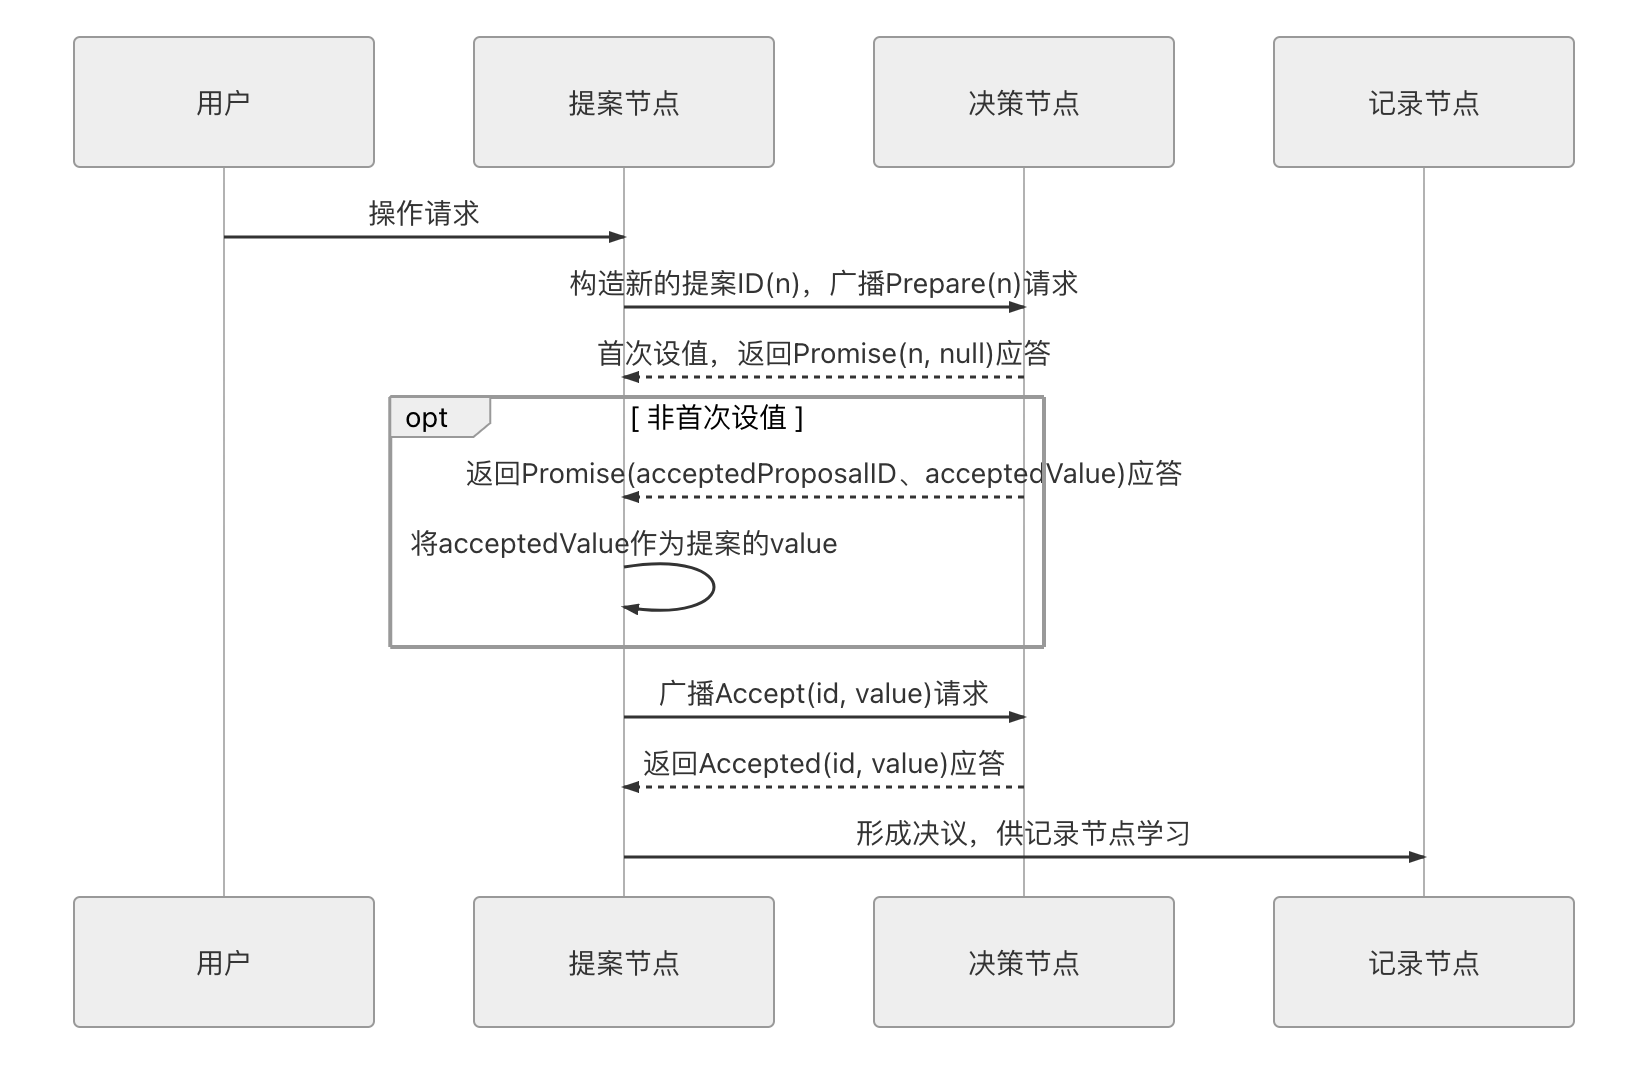 用户
提案节点
决策节点
记录节点
操作请求
构造新的提案ID(n)，广播Prepare(n)请求
首次设值，返回Promise(n, null)应答
opt
[ 非首次设值 ]
返回Promise(acceptedProposalID、acceptedValue)应答
将acceptedValue作为提案的value
广播Accept(id, value)请求
返回Accepted(id, value)应答
形成决议，供记录节点学习
用户
提案节点
决策节点
记录节点